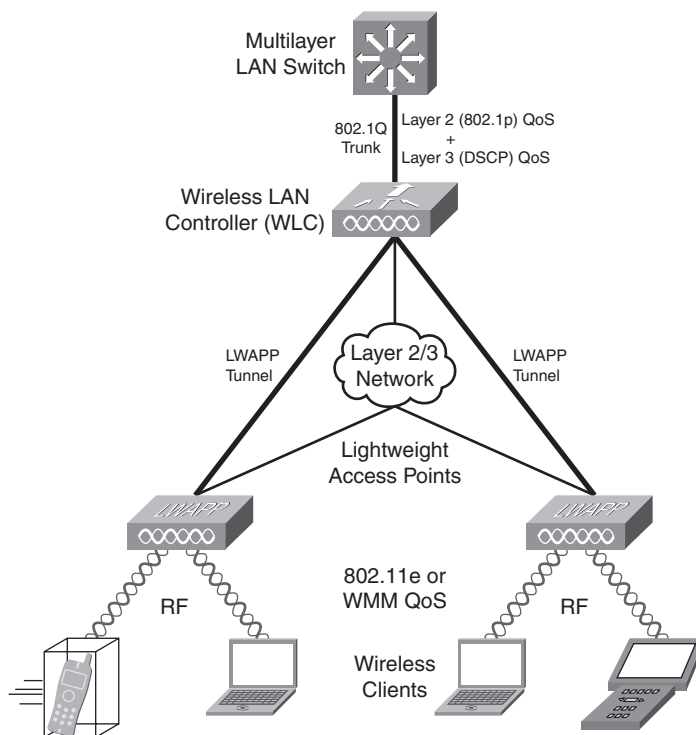 Multilayer
LAN Switch
802.1Q
Trunk
Layer 2 (802.1p) QoS
+
Layer 3 (DSCP) QoS
Wireless LAN
Controller (WLC)
LWAPP
Tunnel
Layer 2/3
Network
LWAPP
Tunnel
Lightweight
Access Points
LWAPP
LWAPP
RF
802.11e or
WMM QoS
RF
Wireless
Clients